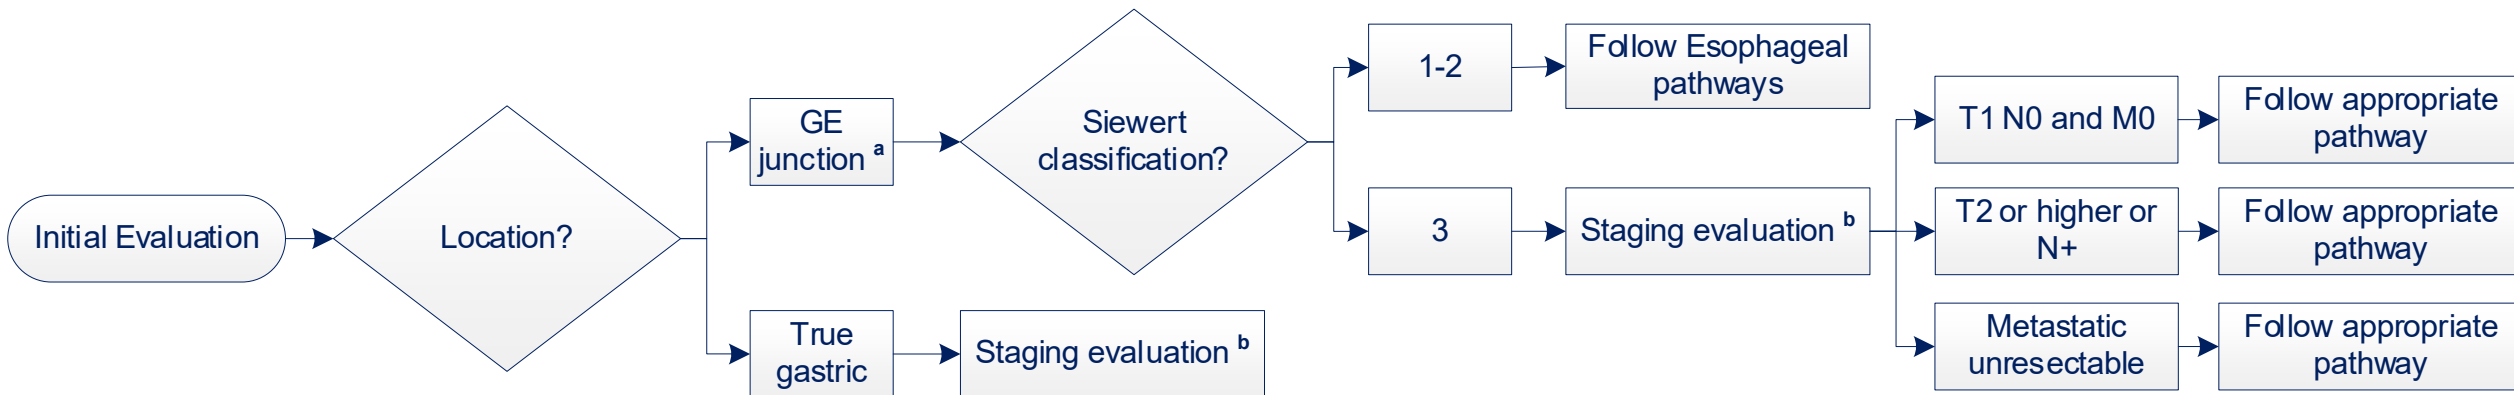 Initial Evaluation
Location?
GE
junction a
True
gastric
Staging evaluation b
Siewert
classification?
1-2
Follow Esophageal
pathways
3
Staging evaluation b
T1 N0 and M0
Follow appropriate
pathway
T2 or higher or
N+
Follow appropriate
pathway
Metastatic
unresectable
Follow appropriate
pathway